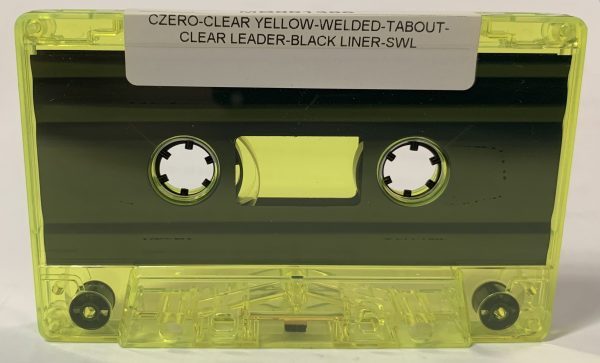 CZERO-CLEAR YELLOW-WELDED-TABOUT-
CLEAR LEADER-BLACK LINER-SWL